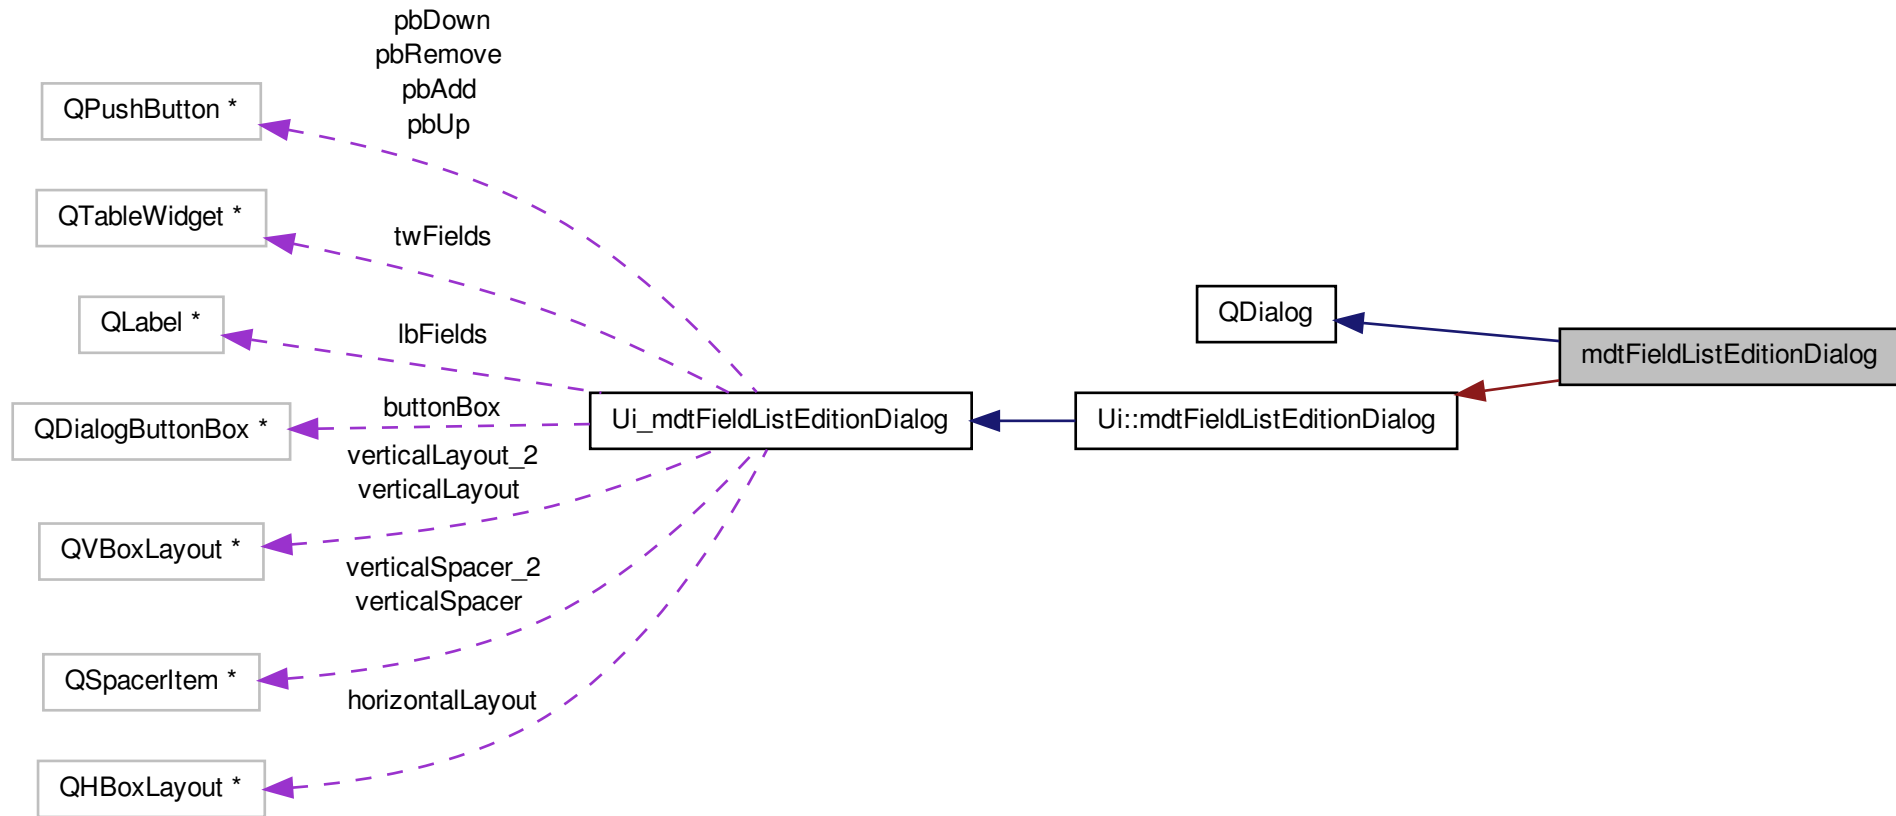 pbDown
pbRemove
pbAdd
pbUp
QPushButton *
QTableWidget *
twFields
QLabel *
lbFields
QDialog
mdtFieldListEditionDialog
QDialogButtonBox *
buttonBox
Ui_mdtFieldListEditionDialog
Ui::mdtFieldListEditionDialog
verticalLayout_2
verticalLayout
QVBoxLayout *
verticalSpacer_2
verticalSpacer
QSpacerItem *
horizontalLayout
QHBoxLayout *